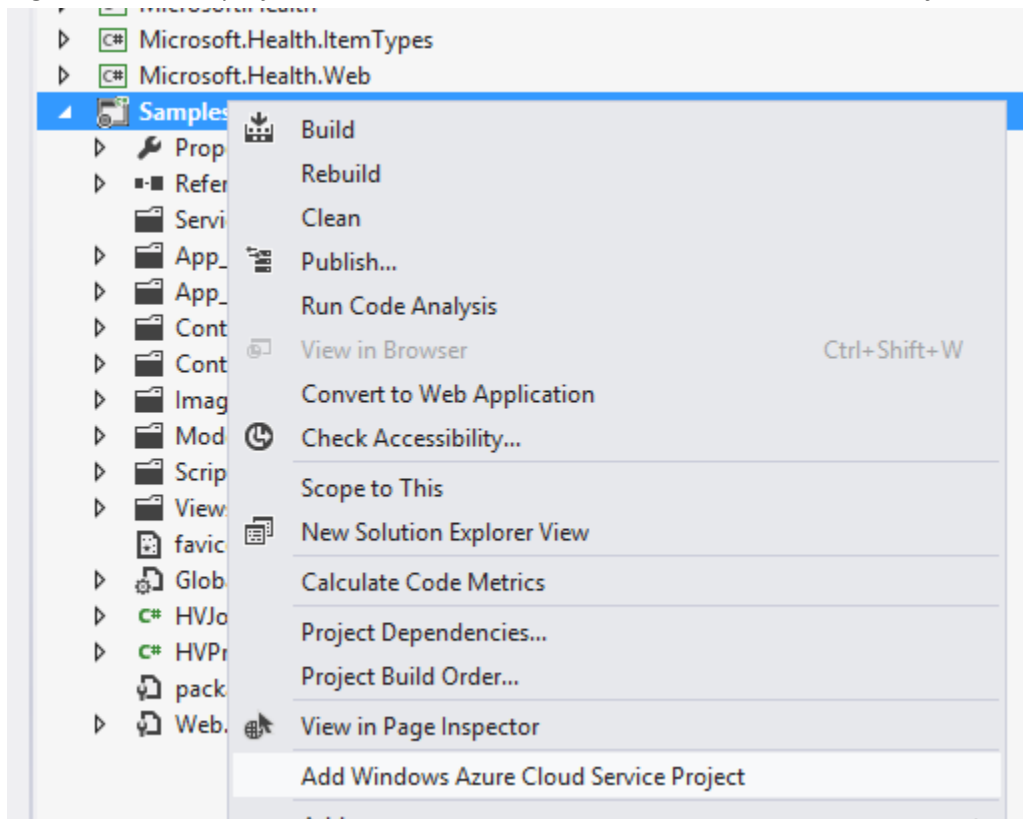 C# Microsoft.Health.ItemTypes
C# Microsoft.Health.Web
Samples
Build
Prop
Rebuild
Refer
Clean
Servi
Publish...
App_
Run Code Analysis
App_
View in Browser Ctrl+Shift+W
Cont
Convert to Web Application
Cont
Imag
Check Accessibility...
Mod
Scrip
Scope to This
View
New Solution Explorer View
favic
Calculate Code Metrics
Glob
C# HVJo
Project Dependencies...
C# HVPr
Project Build Order...
pack
View in Page Inspector
Web.
Add Windows Azure Cloud Service Project